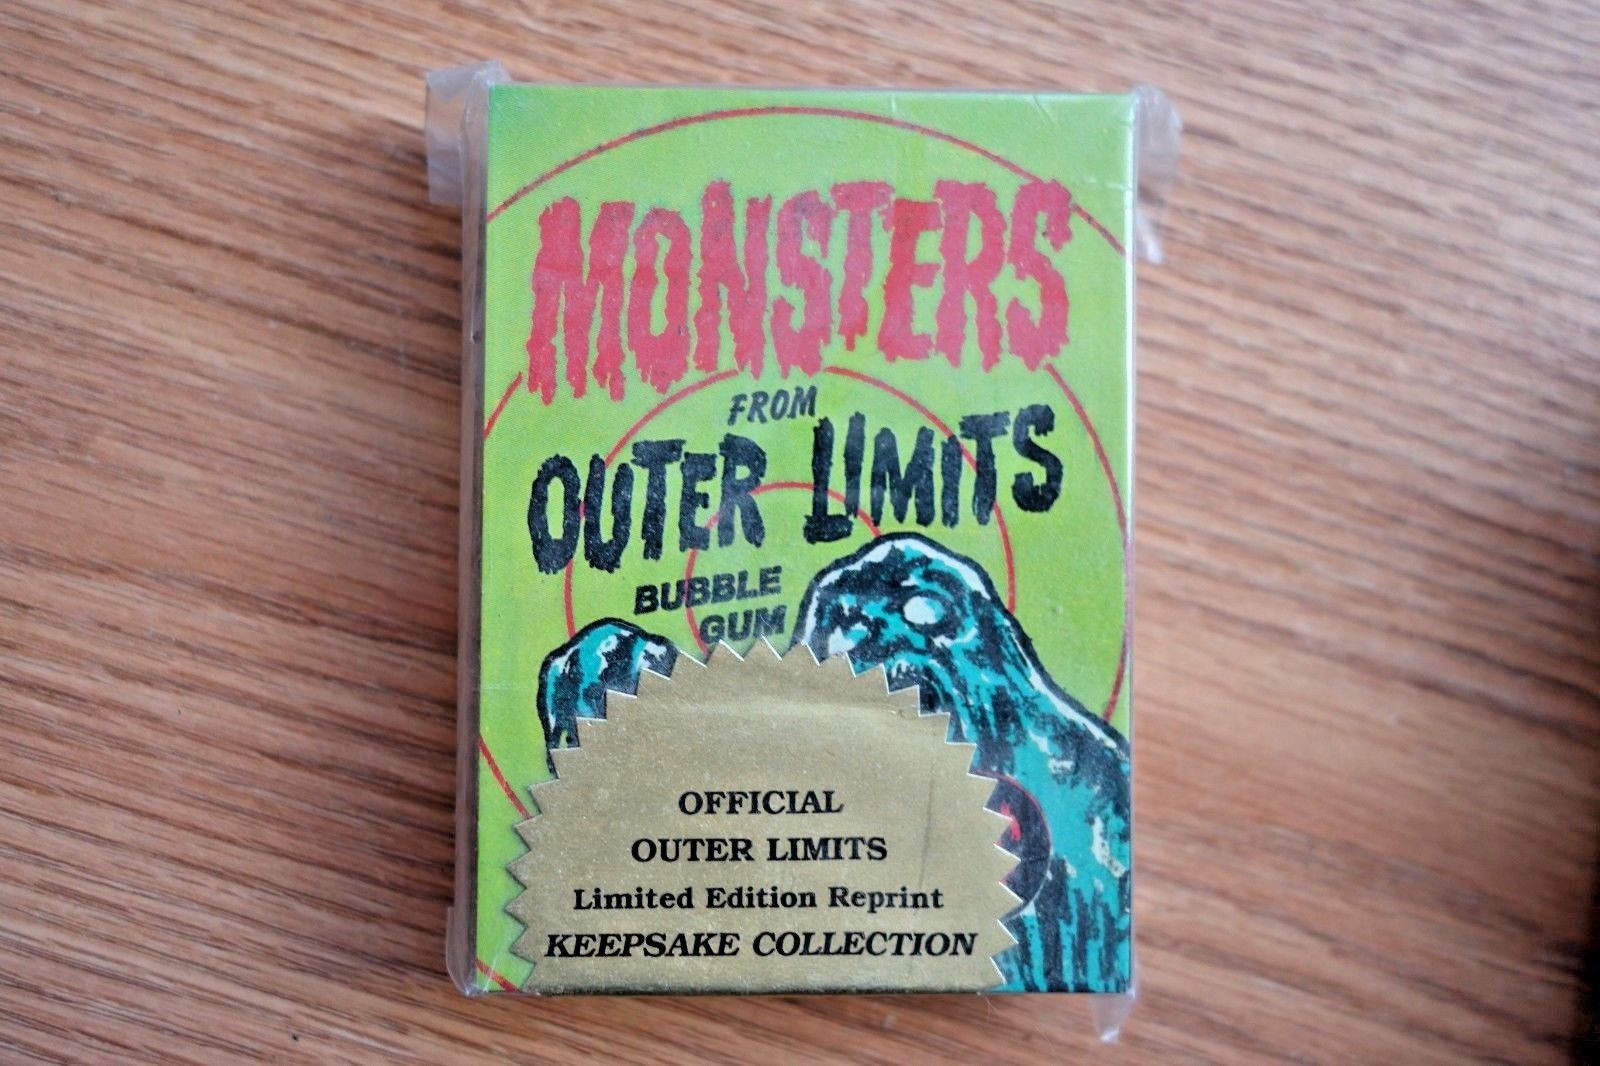 MONSTERS
FROM
OUTER LIMITS
BUBBLE
GUM
OFFICIAL
OUTER LIMITS
Limited Edition Reprint
KEEPSAKE COLLECTION